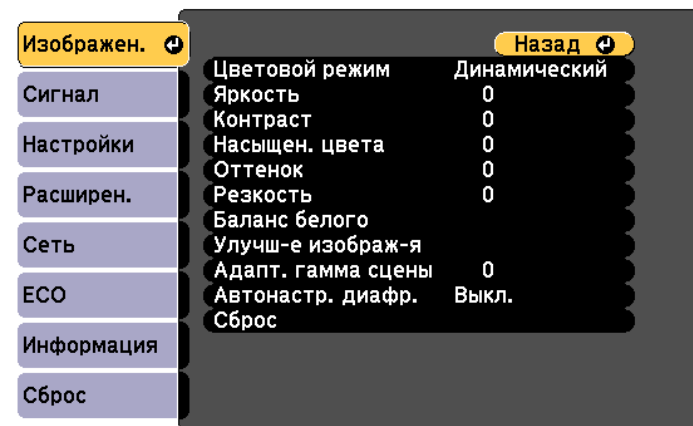 Изображен.
Сигнал
Настройки
Расширен.
Сеть
ECO
Информация
Сброс
Назад
Цветовой режим Динамический
Яркость 0
Контраст 0
Насыщен. цвета 0
Оттенок 0
Резкость 0
Баланс белого
Улучш-е изображ-я
Адапт. гамма сцены 0
Автонастр. диафр. Выкл.
Сброс